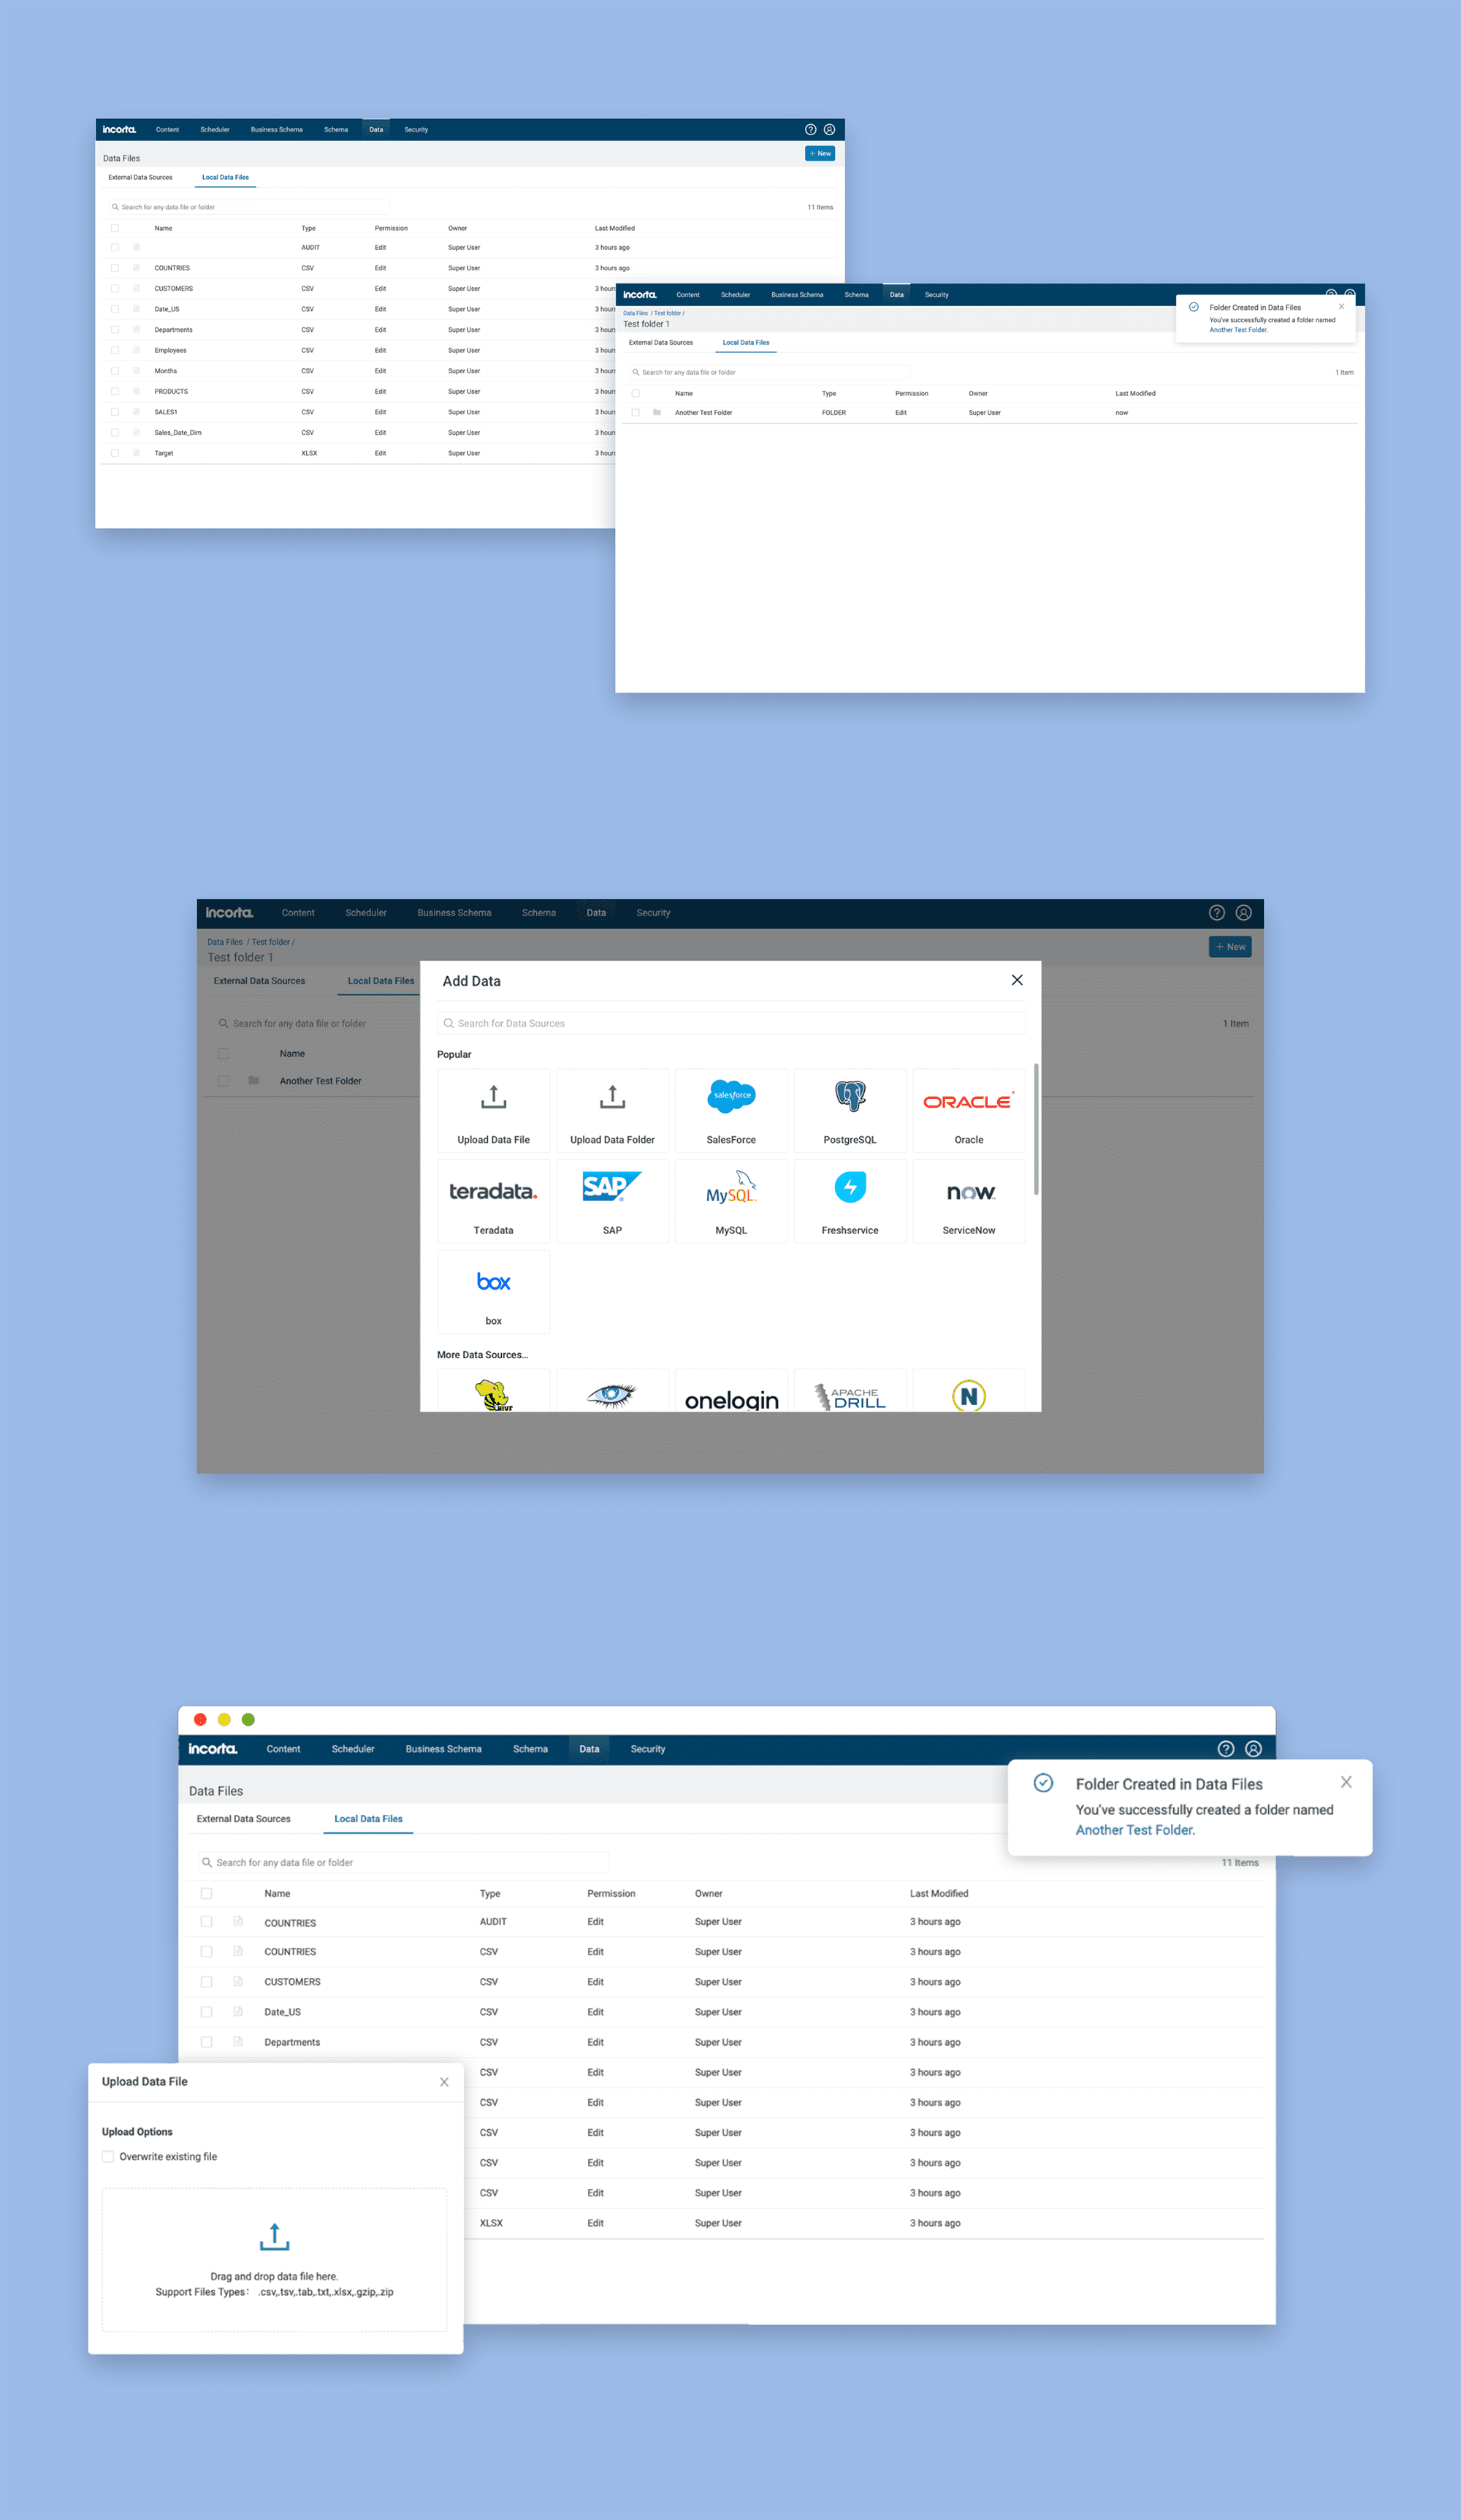 incorta. Content Scheduler Business Schema Schema Data Security
Data Files
+ New
External Data Sources Local Data Files
Search for any data file or folder 11 Items
Name Type Permission Owner Last Modified
AUDIT Edit Super User 3 hours ago
COUNTRIES CSV Edit Super User 3 hours ago
CUSTOMERS CSV Edit Super User 3 hours
Date_US CSV Edit Super User 3 hours
Departments CSV Edit Super User 3 hours
Employees CSV Edit Super User 3 hours
Months CSV Edit Super User 3 hours
PRODUCTS CSV Edit Super User 3 hours
SALES1 CSV Edit Super User 3 hours
Sales_Date_Dim CSV Edit Super User 3 hours
Target XLSX Edit Super User 3 hours
incorta. Content Scheduler Business Schema Schema Data Security
Data Files / Test folder /
Test folder 1
Folder Created in Data Files X
You've successfully created a folder named
Another Test Folder.
External Data Sources Local Data Files
Search for any data file or folder 1 Item
Name Type Permission Owner Last Modified
Another Test Folder FOLDER Edit Super User now
incorta. Content Scheduler Business Schema Schema Data Security
Data Files / Test folder /
Test folder 1
+ New
External Data Sources Local Data Files
Search for any data file or folder 1 Item
Name
Another Test Folder
Add Data
Search for Data Sources
Popular
salesforce ORACLE
Upload Data File Upload Data Folder SalesForce PostgreSQL Oracle
teradata. SAP MySQL now
Teradata SAP MySQL Freshservice ServiceNow
box
box
More Data Sources...
HIVE onelogin APACHE DRILL N
incorta. Content Scheduler Business Schema Schema Data Security
Data Files
Folder Created in Data Files X
You've successfully created a folder named
Another Test Folder.
External Data Sources Local Data Files
Search for any data file or folder 11 Items
Name Type Permission Owner Last Modified
COUNTRIES AUDIT Edit Super User 3 hours ago
COUNTRIES CSV Edit Super User 3 hours ago
CUSTOMERS CSV Edit Super User 3 hours ago
Date_US CSV Edit Super User 3 hours ago
Departments CSV Edit Super User 3 hours ago
CSV Edit Super User 3 hours ago
CSV Edit Super User 3 hours ago
CSV Edit Super User 3 hours ago
CSV Edit Super User 3 hours ago
CSV Edit Super User 3 hours ago
XLSX Edit Super User 3 hours ago
Upload Data File X
Upload Options
Overwrite existing file
Drag and drop data file here.
Support Files Types: .csv,.tsv,.tab,.txt,.xlsx,.gzip,.zip